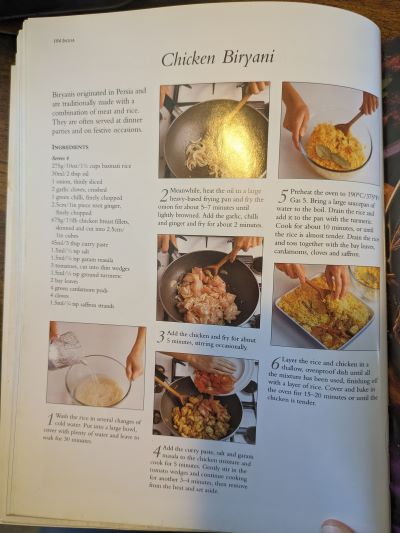 104 INDIA
Chicken Biryani
Biryanis originated in Persia and
are traditionally made with a
combination of meat and rice.
They are often served at dinner
parties and on festive occasions.
INGREDIENTS
Serves 4
275g/10oz/1½ cups basmati rice
30ml/2 tbsp oil
1 onion, thinly sliced
2 garlic cloves, crushed
1 green chilli, finely chopped
2.5cm/1in piece root ginger,
finely chopped
675g/1½lb chicken breast fillets,
skinned and cut into 2.5cm/
1in cubes
45ml/3 tbsp curry paste
1.5ml/¼ tsp salt
1.5ml/¼ tsp garam masala
3 tomatoes, cut into thin wedges
1.5ml/¼ tsp ground turmeric
2 bay leaves
4 green cardamom pods
4 cloves
1.5ml/¼ tsp saffron strands
1 Wash the rice in several changes of
cold water. Put into a large bowl,
cover with plenty of water and leave to
soak for 30 minutes.
2 Meanwhile, heat the oil in a large
heavy-based frying pan and fry the
onion for about 5–7 minutes until
lightly browned. Add the garlic, chilli
and ginger and fry for about 2 minutes.
3 Add the chicken and fry for about
5 minutes, stirring occasionally.
4 Add the curry paste, salt and garam
masala to the chicken mixture and
cook for 5 minutes. Gently stir in the
tomato wedges and continue cooking
for another 3–4 minutes, then remove
from the heat and set aside.
5 Preheat the oven to 190°C/375°F/
Gas 5. Bring a large saucepan of
water to the boil. Drain the rice and
add it to the pan with the turmeric.
Cook for about 10 minutes, or until
the rice is almost tender. Drain the rice
and toss together with the bay leaves,
cardamoms, cloves and saffron.
6 Layer the rice and chicken in a
shallow, ovenproof dish until all
the mixture has been used, finishing off
with a layer of rice. Cover and bake in
the oven for 15–20 minutes or until the
chicken is tender.